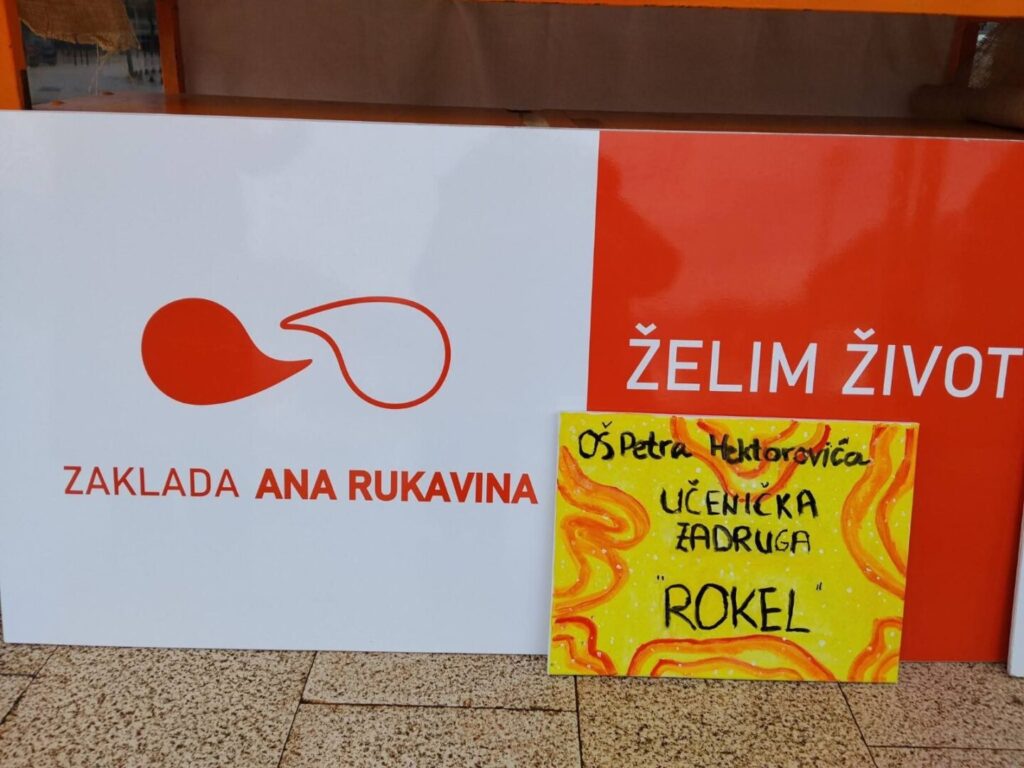 ZAKLADA ANA RUKAVINA
ŽELIM ŽIVOT
OŠ Petra Hektorovića
UČENIČKA
ZADRUGA
"ROKEL"